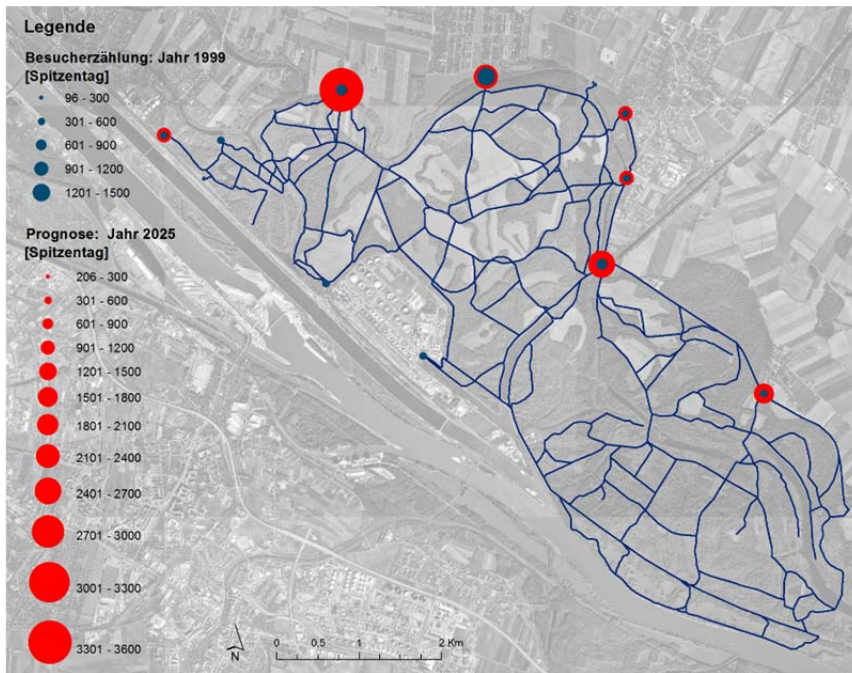 Legende
Besucherzählung: Jahr 1999
[Spitzentag]
96 - 300
301 - 600
601 - 900
901 - 1200
1201 - 1500
Prognose: Jahr 2025
[Spitzentag]
206 - 300
301 - 600
601 - 900
901 - 1200
1201 - 1500
1501 - 1800
1801 - 2100
2101 - 2400
2401 - 2700
2701 - 3000
3001 - 3300
3301 - 3600
N
0 0,5 1 2 Km